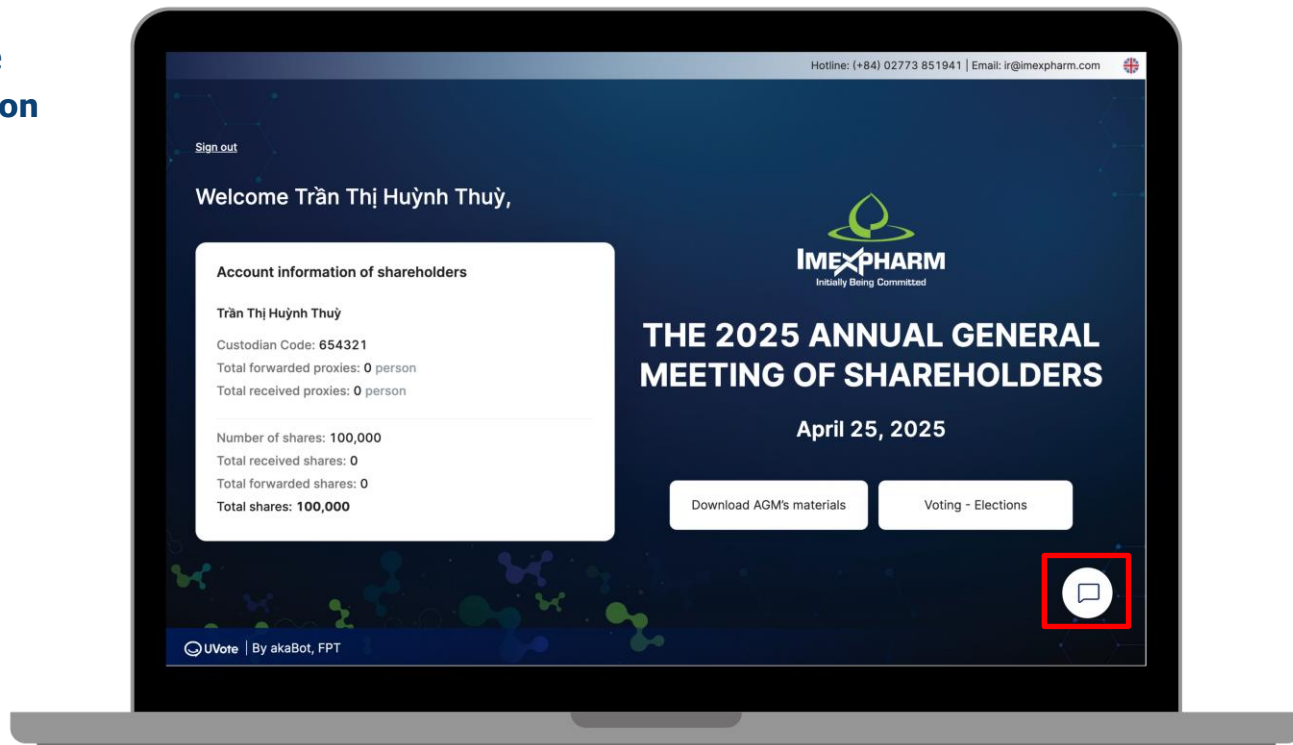 on
Hotline: (+84) 02773 851941 | Email: ir@imexpharm.com
Sign out
Welcome Trần Thị Huỳnh Thuỳ,
Account information of shareholders
Trần Thị Huỳnh Thuỳ
Custodian Code: 654321
Total forwarded proxies: 0 person
Total received proxies: 0 person
Number of shares: 100,000
Total received shares: 0
Total forwarded shares: 0
Total shares: 100,000
IMEXPHARM
Initially Being Committed
THE 2025 ANNUAL GENERAL
MEETING OF SHAREHOLDERS
April 25, 2025
Download AGM's materials
Voting - Elections
UVote | By akaBot, FPT